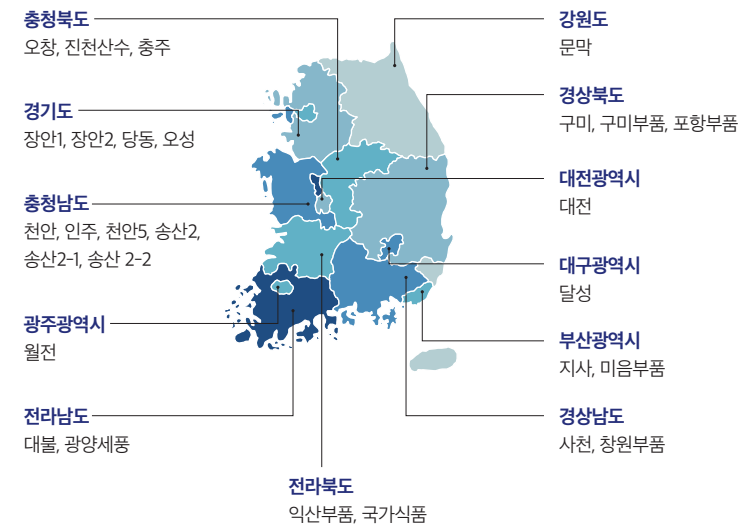 충청북도
오창, 진천산수, 충주
경기도
장안1, 장안2, 당동, 오성
충청남도
천안, 인주, 천안5, 송산2,
송산2-1, 송산 2-2
광주광역시
월전
전라남도
대불, 광양세풍
전라북도
익산부품, 국가식품
강원도
문막
경상북도
구미, 구미부품, 포항부품
대전광역시
대전
대구광역시
달성
부산광역시
지사, 미음부품
경상남도
사천, 창원부품